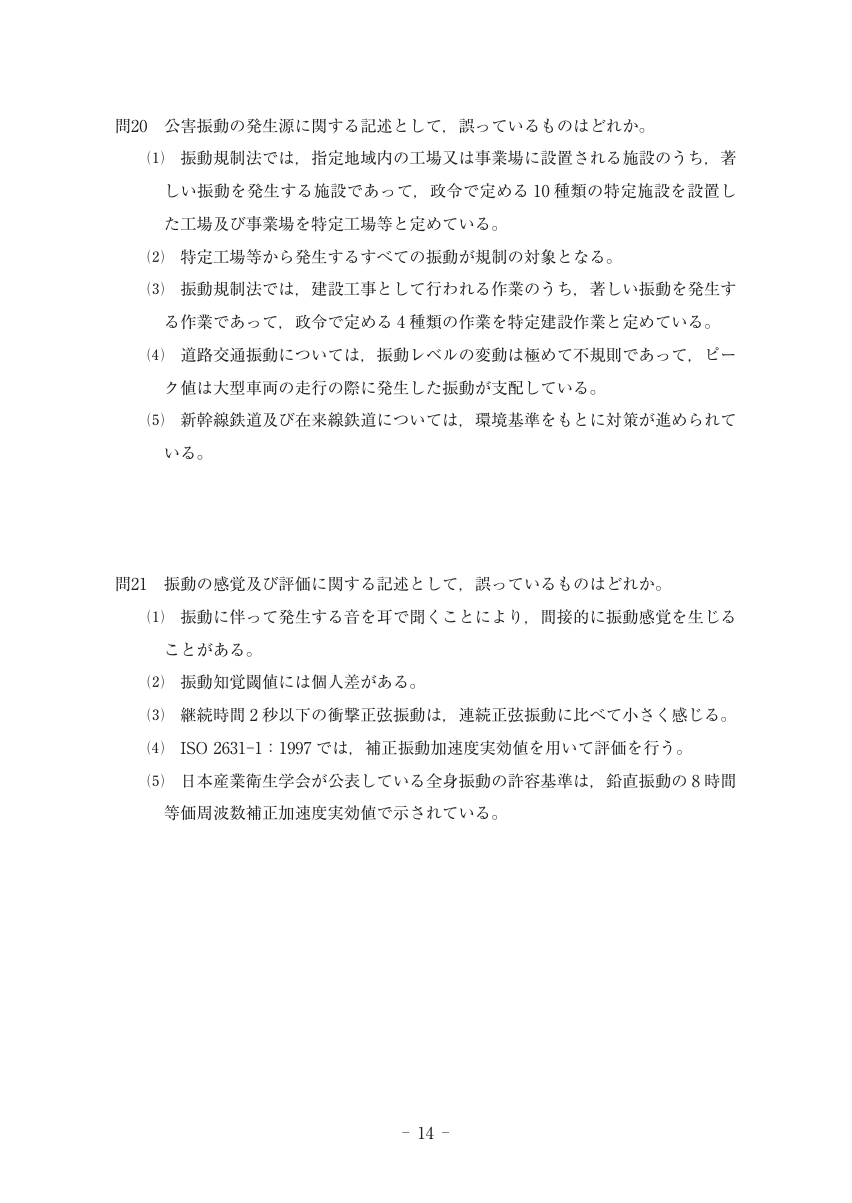 問20　公害振動の発生源に関する記述として，誤っているものはどれか。
⑴　振動規制法では，指定地域内の工場又は事業場に設置される施設のうち，著
しい振動を発生する施設であって，政令で定める 10 種類の特定施設を設置し
た工場及び事業場を特定工場等と定めている。
⑵　特定工場等から発生するすべての振動が規制の対象となる。
⑶　振動規制法では，建設工事として行われる作業のうち，著しい振動を発生す
る作業であって，政令で定める 4 種類の作業を特定建設作業と定めている。
⑷　道路交通振動については，振動レベルの変動は極めて不規則であって，ピー
ク値は大型車両の走行の際に発生した振動が支配している。
⑸　新幹線鉄道及び在来線鉄道については，環境基準をもとに対策が進められて
いる。
問21　振動の感覚及び評価に関する記述として，誤っているものはどれか。
⑴　振動に伴って発生する音を耳で聞くことにより，間接的に振動感覚を生じる
ことがある。
⑵　振動知覚閾値には個人差がある。
⑶　継続時間 2 秒以下の衝撃正弦振動は，連続正弦振動に比べて小さく感じる。
⑷　ISO 2631-1：1997 では，補正振動加速度実効値を用いて評価を行う。
⑸　日本産業衛生学会が公表している全身振動の許容基準は，鉛直振動の 8 時間
等価周波数補正加速度実効値で示されている。
- 14 -